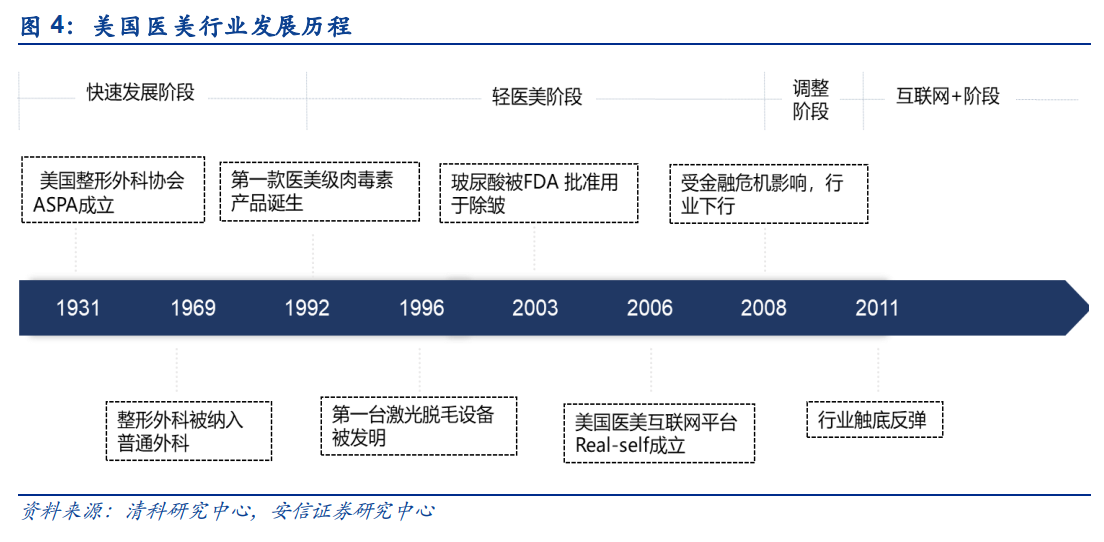 图 4：美国医美行业发展历程
快速发展阶段
轻医美阶段
调整
阶段
互联网+阶段
美国整形外科协会
ASPA成立
第一款医美级肉毒素
产品诞生
玻尿酸被FDA 批准用
于除皱
受金融危机影响，行
业下行
1931
1969
1992
1996
2003
2006
2008
2011
整形外科被纳入
普通外科
第一台激光脱毛设备
被发明
美国医美互联网平台
Real-self成立
行业触底反弹
资料来源：清科研究中心，安信证券研究中心